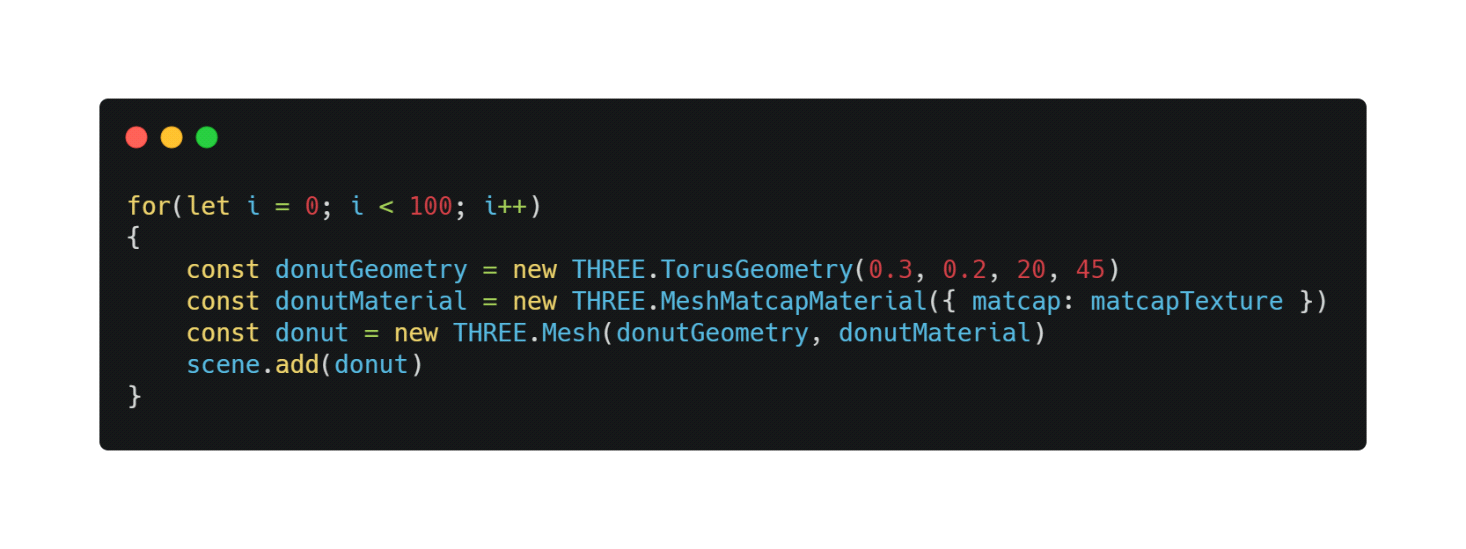 for(let i = 0; i < 100; i++)
{
    const donutGeometry = new THREE.TorusGeometry(0.3, 0.2, 20, 45)
    const donutMaterial = new THREE.MeshMatcapMaterial({ matcap: matcapTexture })
    const donut = new THREE.Mesh(donutGeometry, donutMaterial)
    scene.add(donut)
}